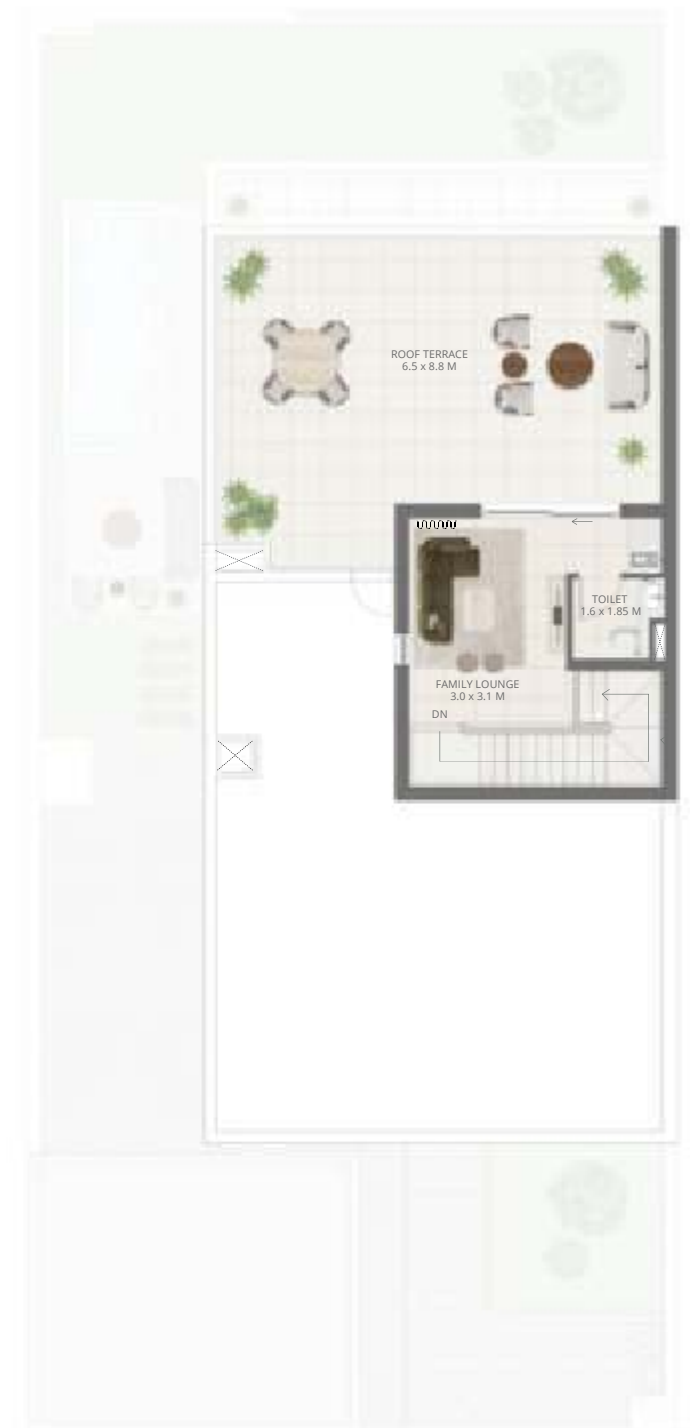 ROOF TERRACE
6.5 x 8.8 M
TOILET
1.6 x 1.85 M
FAMILY LOUNGE
3.0 x 3.1 M
DN